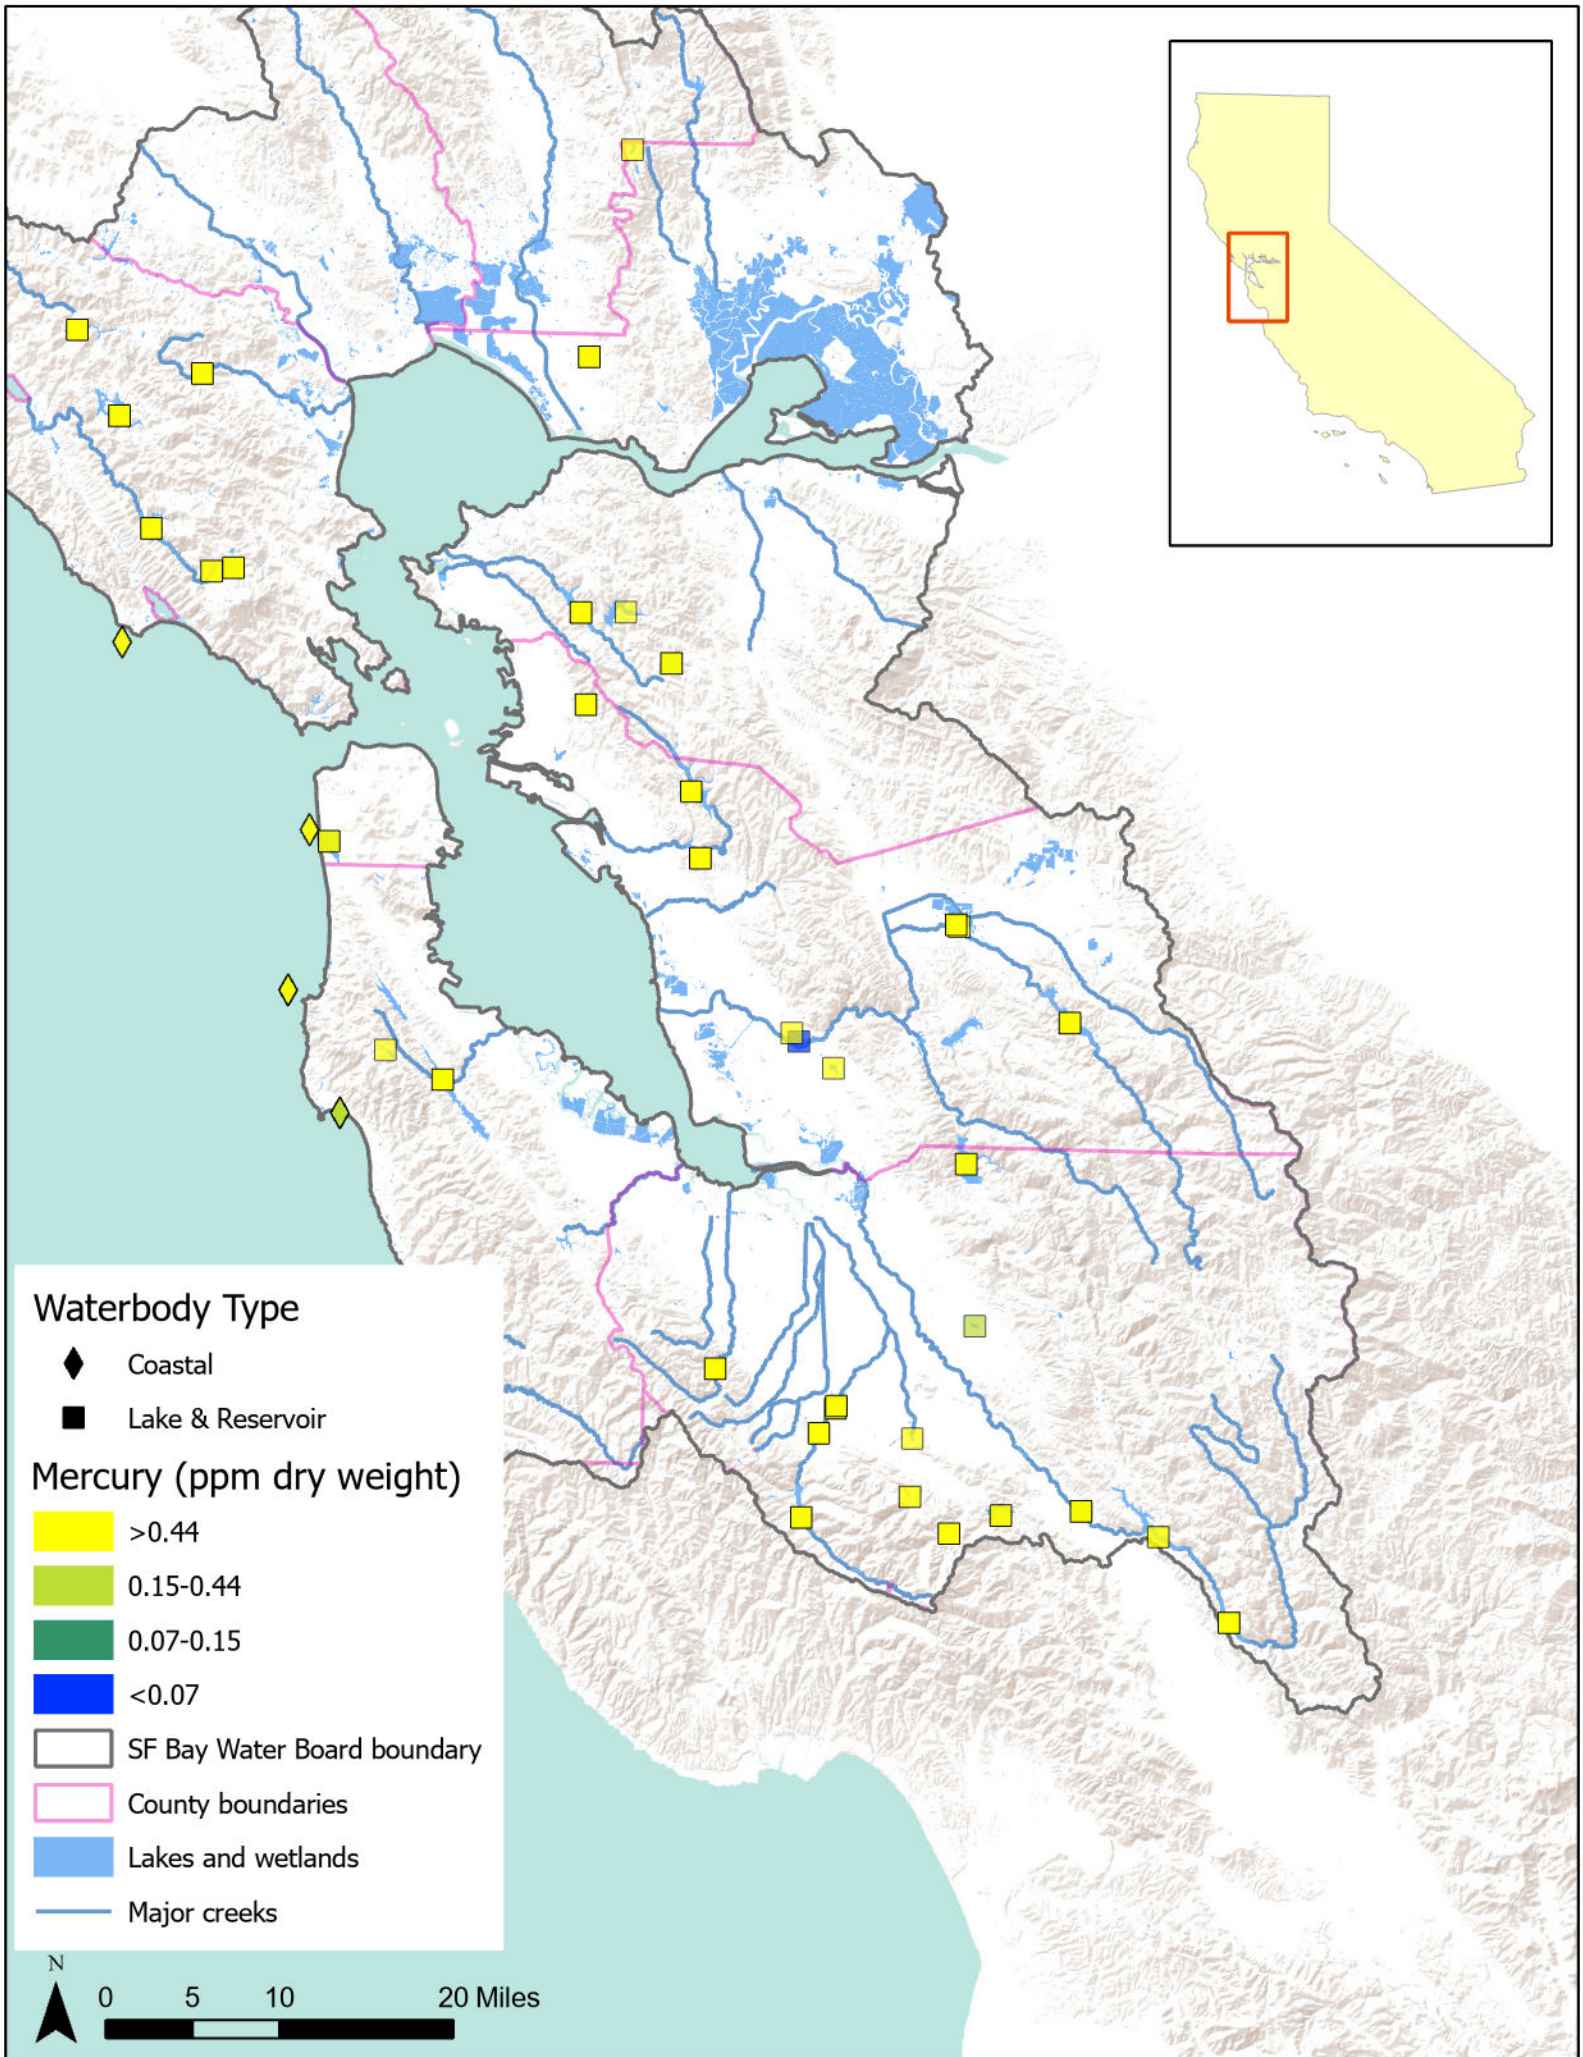 Waterbody Type
Coastal
Lake & Reservoir
Mercury (ppm dry weight)
>0.44
0.15-0.44
0.07-0.15
<0.07
SF Bay Water Board boundary
County boundaries
Lakes and wetlands
Major creeks
N
0 5 10 20 Miles